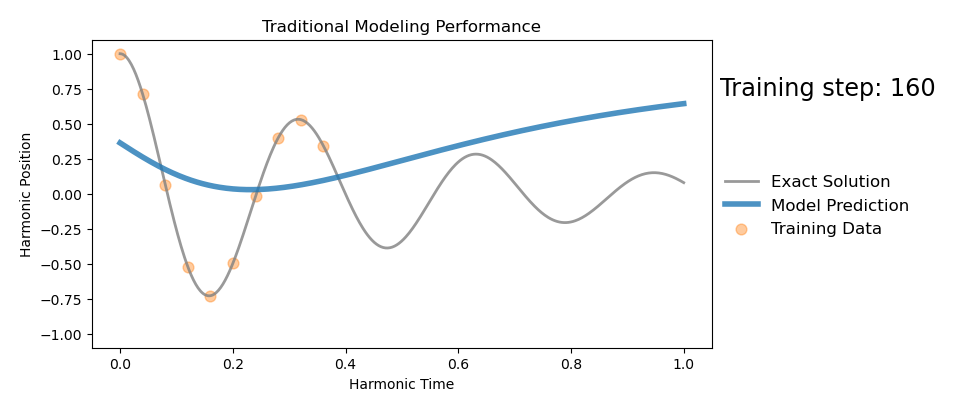 Traditional Modeling Performance
Training step: 160
Harmonic Position
1.00
0.75
0.50
0.25
0.00
−0.25
−0.50
−0.75
−1.00
0.0
0.2
0.4
0.6
0.8
1.0
Harmonic Time
Exact Solution
Model Prediction
Training Data